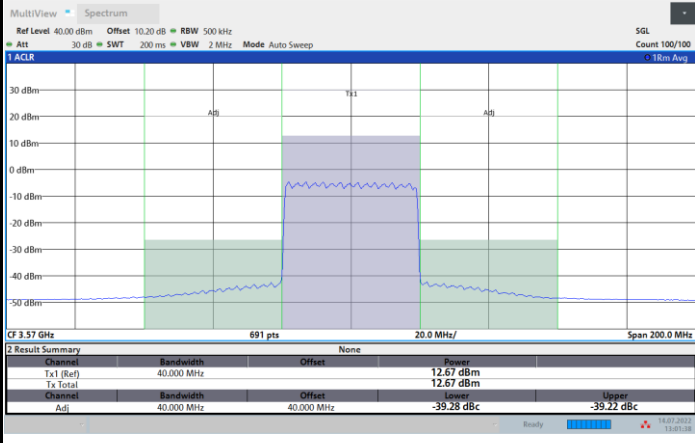 MultiView Spectrum
Ref Level 40.00 dBm Offset 10.20 dB RBW 500 kHz SGL
Att 30 dB SWT 200 ms VBW 2 MHz Mode Auto Sweep Count 100/100
1 ACLR 1Rm Avg
30 dBm
Tx1
20 dBm
Adj Adj
10 dBm
0 dBm
-10 dBm
-20 dBm
-30 dBm
-40 dBm
-50 dBm
CF 3.57 GHz 691 pts 20.0 MHz/ Span 200.0 MHz
2 Result Summary None
Channel Bandwidth Offset Power
Tx1 (Ref) 40.000 MHz 12.67 dBm
Tx Total 12.67 dBm
Channel Bandwidth Offset Lower Upper
Adj 40.000 MHz 40.000 MHz -39.28 dBc -39.22 dBc
Ready 14.07.2022
13:01:38